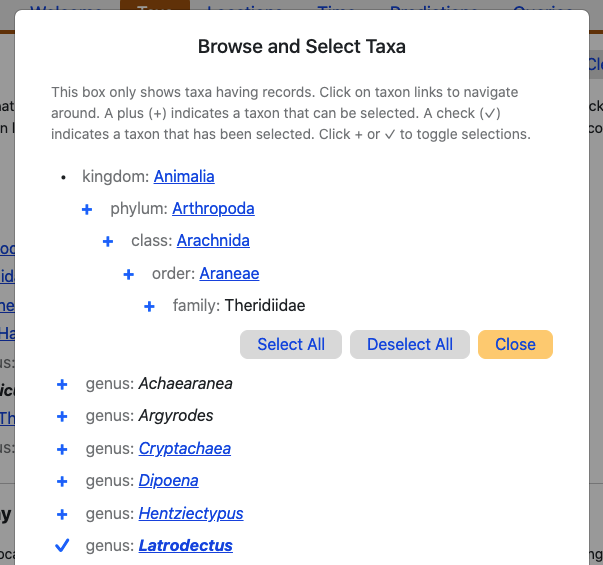 Browse and Select Taxa
This box only shows taxa having records. Click on taxon links to navigate
around. A plus (+) indicates a taxon that can be selected. A check (✓)
indicates a taxon that has been selected. Click + or ✓ to toggle selections.
• kingdom: Animalia
+ phylum: Arthropoda
+ class: Arachnida
+ order: Araneae
+ family: Theridiidae
Select All Deselect All Close
+ genus: Achaearanea
+ genus: Argyrodes
+ genus: Cryptachaea
+ genus: Dipoena
+ genus: Hentziectypus
✓ genus: Latrodectus